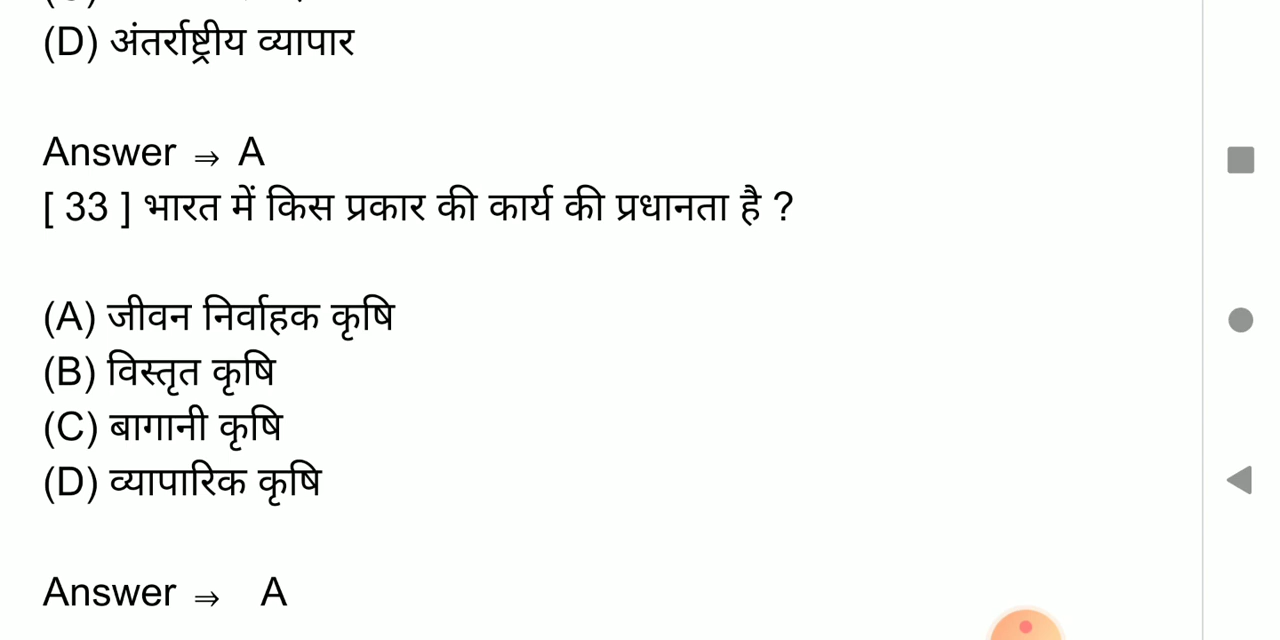 (D) अंतर्राष्ट्रीय व्यापार
Answer ⇒ A
[ 33 ] भारत में किस प्रकार की कार्य की प्रधानता है ?
(A) जीवन निर्वाहक कृषि
(B) विस्तृत कृषि
(C) बागानी कृषि
(D) व्यापारिक कृषि
Answer ⇒ A